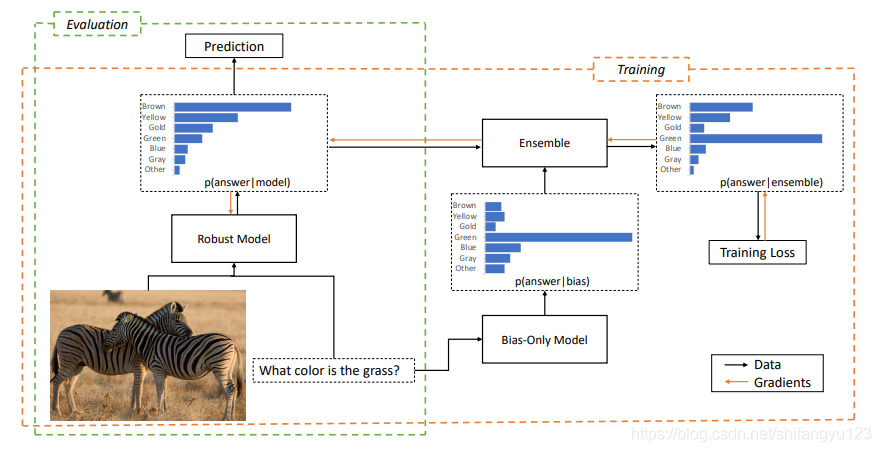 Evaluation
Prediction
Training
Brown
Yellow
Gold
Green
Blue
Gray
Other
p(answer|model)
Ensemble
Brown
Yellow
Gold
Green
Blue
Gray
Other
p(answer|ensemble)
Robust Model
Brown
Yellow
Gold
Green
Blue
Gray
Other
p(answer|bias)
Training Loss
What color is the grass?
Bias-Only Model
Data
Gradients
https://blog.csdn.net/shifangyu123